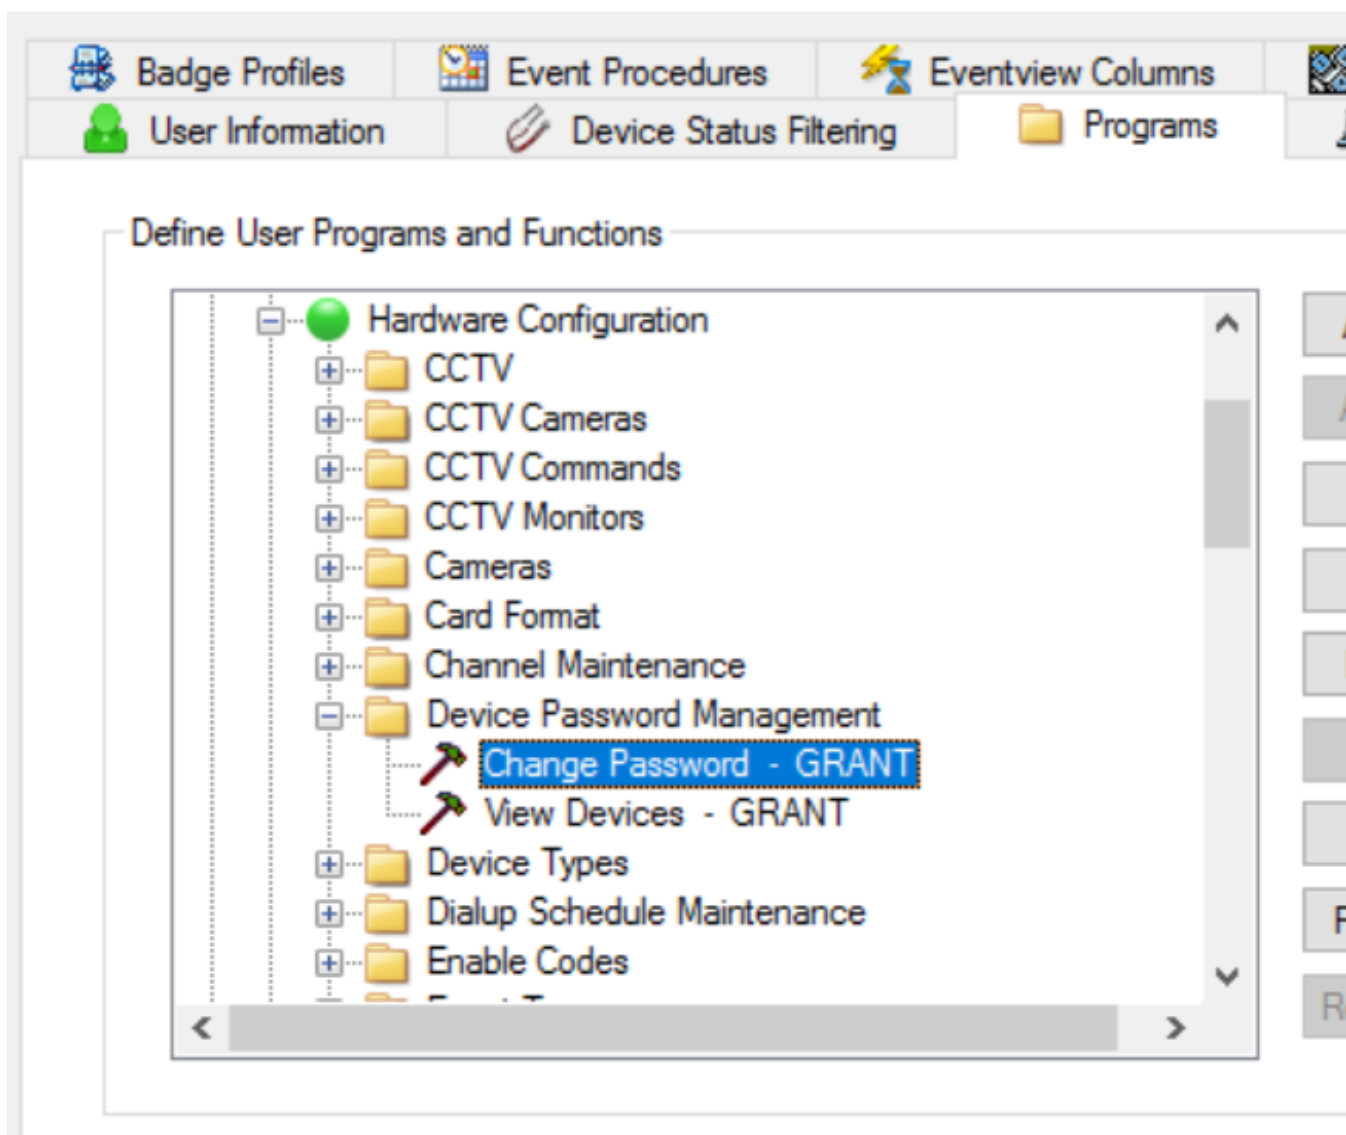 Badge Profiles
Event Procedures
Eventview Columns
User Information
Device Status Filtering
Programs
Define User Programs and Functions
Hardware Configuration
CCTV
CCTV Cameras
CCTV Commands
CCTV Monitors
Cameras
Card Format
Channel Maintenance
Device Password Management
Change Password - GRANT
View Devices - GRANT
Device Types
Dialup Schedule Maintenance
Enable Codes